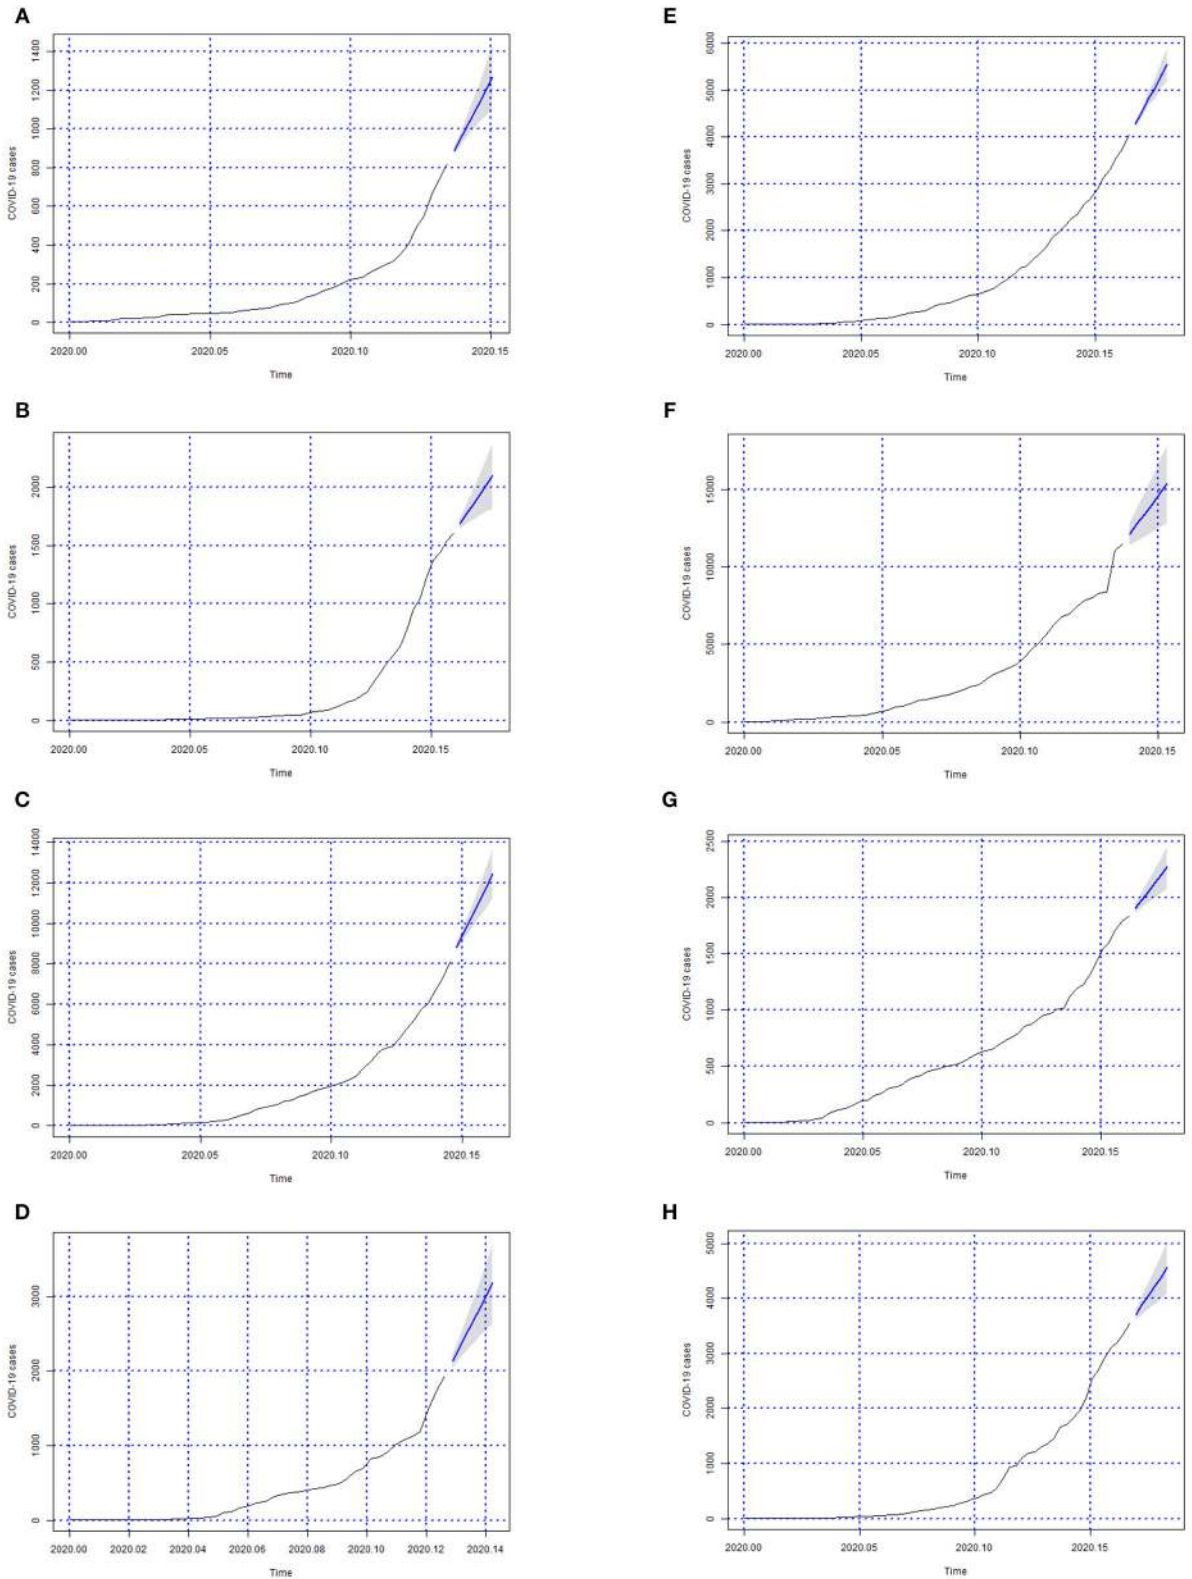 A
COVID-19 cases
0 200 400 600 800 1000 1200 1400
2020.00 2020.05 2020.10 2020.15
Time
B
COVID-19 cases
0 500 1000 1500 2000
2020.00 2020.05 2020.10 2020.15
Time
C
COVID-19 cases
0 2000 4000 6000 8000 10000 12000 14000
2020.00 2020.05 2020.10 2020.15
Time
D
COVID-19 cases
0 1000 2000 3000
2020.00 2020.02 2020.04 2020.06 2020.08 2020.10 2020.12 2020.14
Time
E
COVID-19 cases
0 1000 2000 3000 4000 5000 6000
2020.00 2020.05 2020.10 2020.15
Time
F
COVID-19 cases
0 5000 10000 15000
2020.00 2020.05 2020.10 2020.15
Time
G
COVID-19 cases
0 500 1000 1500 2000 2500
2020.00 2020.05 2020.10 2020.15
Time
H
COVID-19 cases
0 1000 2000 3000 4000 5000
2020.00 2020.05 2020.10 2020.15
Time